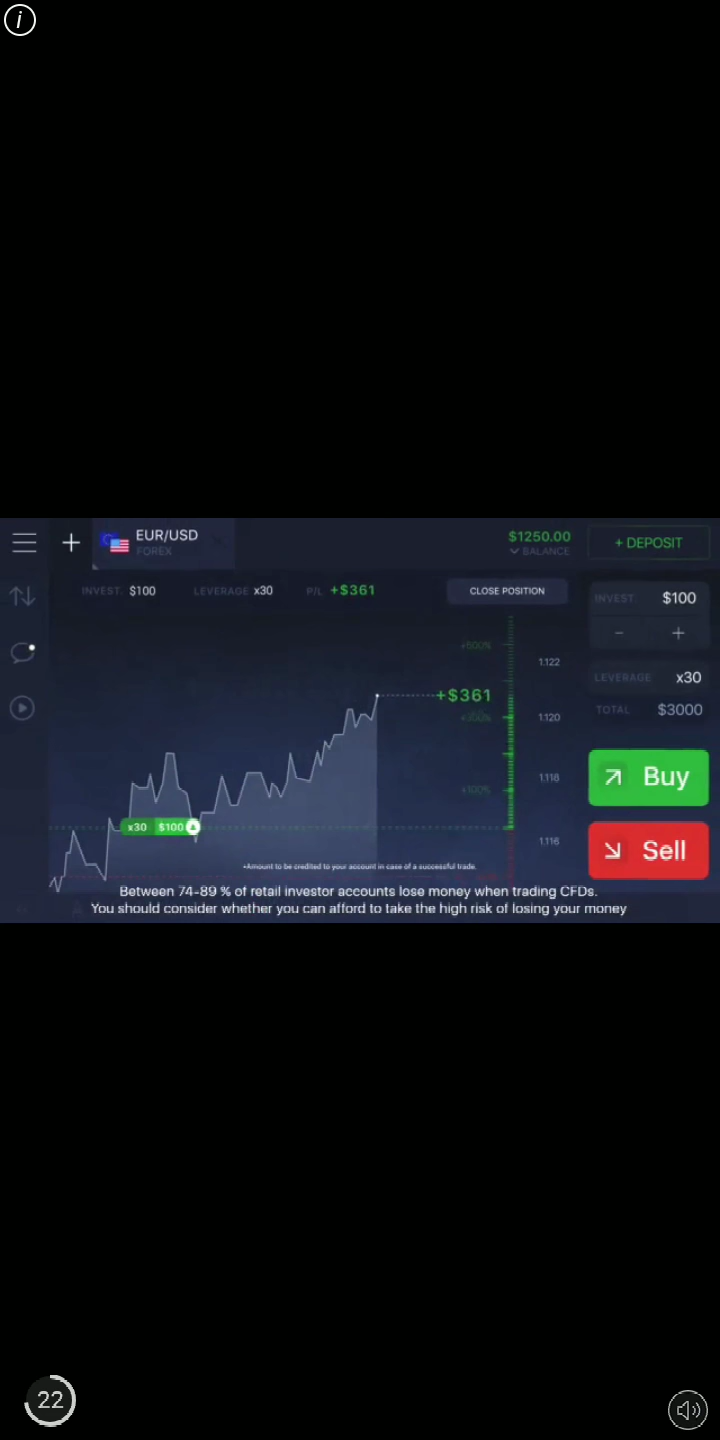 i
EUR/USD
FOREX
$1250.00
BALANCE
+ DEPOSIT
INVEST. $100
LEVERAGE x30
P/L +$361
CLOSE POSITION
INVEST. $100
− +
+500%
1.122
LEVERAGE x30
+$361
TOTAL $3000
1.120
1.118
Buy
+100%
x30 $100
1.116
Sell
*Amount to be credited to your account in case of a successful trade.
Between 74-89 % of retail investor accounts lose money when trading CFDs.
You should consider whether you can afford to take the high risk of losing your money
22